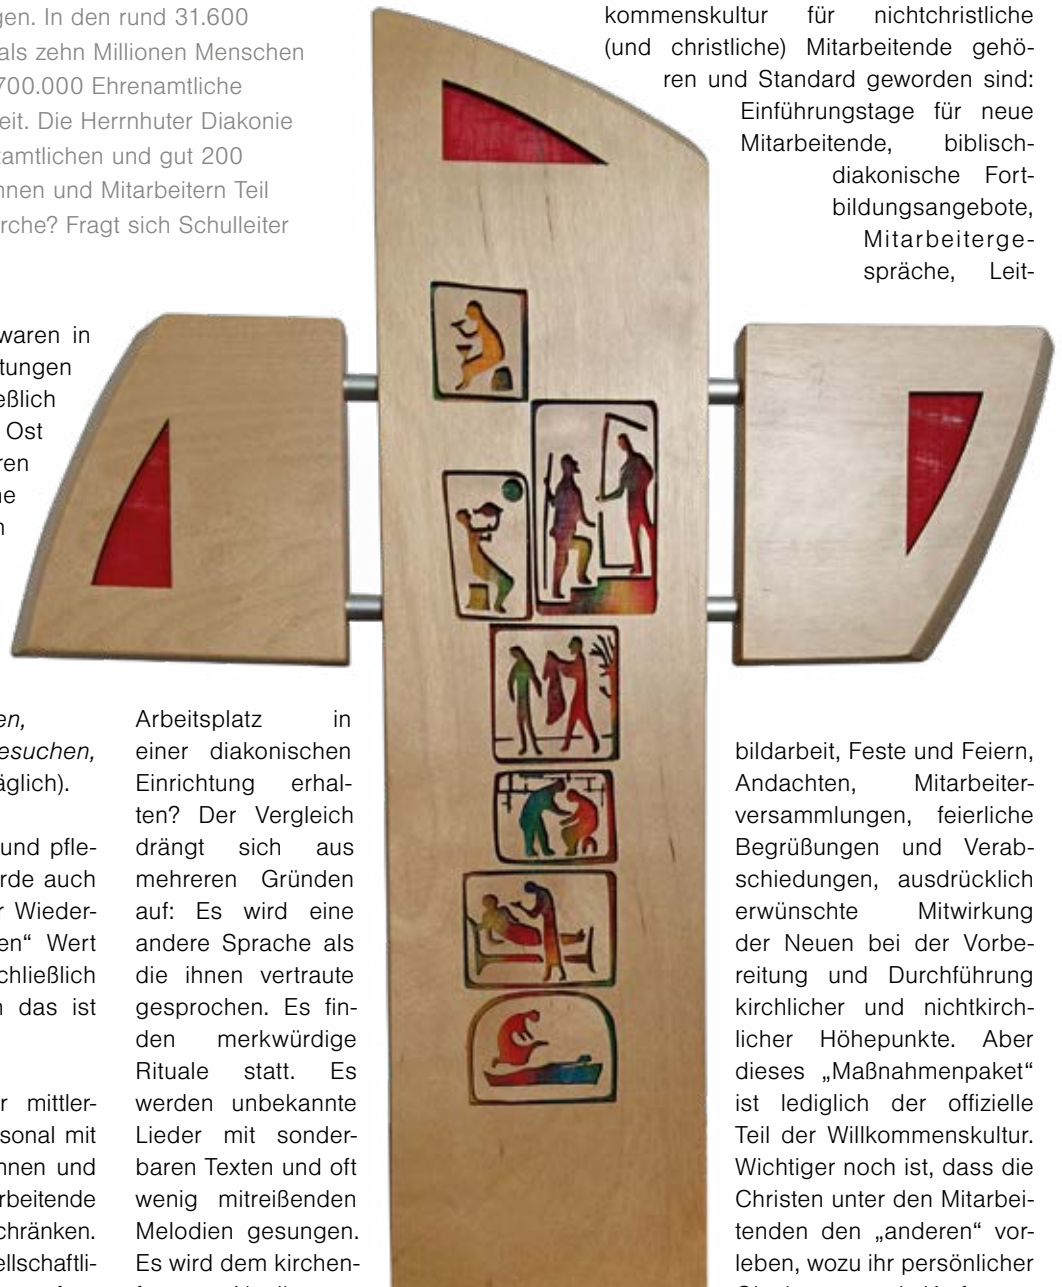 gen. In den rund 31.600
als zehn Millionen Menschen
700.000 Ehrenamtliche
eit. Die Herrnhuter Diakonie
tamtlichen und gut 200
nnen und Mitarbeitern Teil
rche? Fragt sich Schulleiter
waren in
tungen
eßlich
Ost
ren
ne
n
en,
esuchen,
äglich).
und pfle-
rde auch
r Wieder-
en“ Wert
chließlich
n das ist
r mittler-
sonal mit
nnen und
arbeitende
chränken.
ellschaftli-
Arbeitsplatz in
einer diakonischen
Einrichtung erhal-
ten? Der Vergleich
drängt sich aus
mehreren Gründen
auf: Es wird eine
andere Sprache als
die ihnen vertraute
gesprochen. Es fin-
den merkwürdige
Rituale statt. Es
werden unbekannte
Lieder mit sonder-
baren Texten und oft
wenig mitreißenden
Melodien gesungen.
Es wird dem kirchen-
kommenskultur für nichtchristliche
(und christliche) Mitarbeitende gehö-
ren und Standard geworden sind:
Einführungstage für neue
Mitarbeitende, biblisch-
diakonische Fort-
bildungsangebote,
Mitarbeiterge-
spräche, Leit-
bildarbeit, Feste und Feiern,
Andachten, Mitarbeiter-
versammlungen, feierliche
Begrüßungen und Verab-
schiedungen, ausdrücklich
erwünschte Mitwirkung
der Neuen bei der Vorbe-
reitung und Durchführung
kirchlicher und nichtkirch-
licher Höhepunkte. Aber
dieses „Maßnahmenpaket“
ist lediglich der offizielle
Teil der Willkommenskultur.
Wichtiger noch ist, dass die
Christen unter den Mitarbei-
tenden den „anderen“ vor-
leben, wozu ihr persönlicher